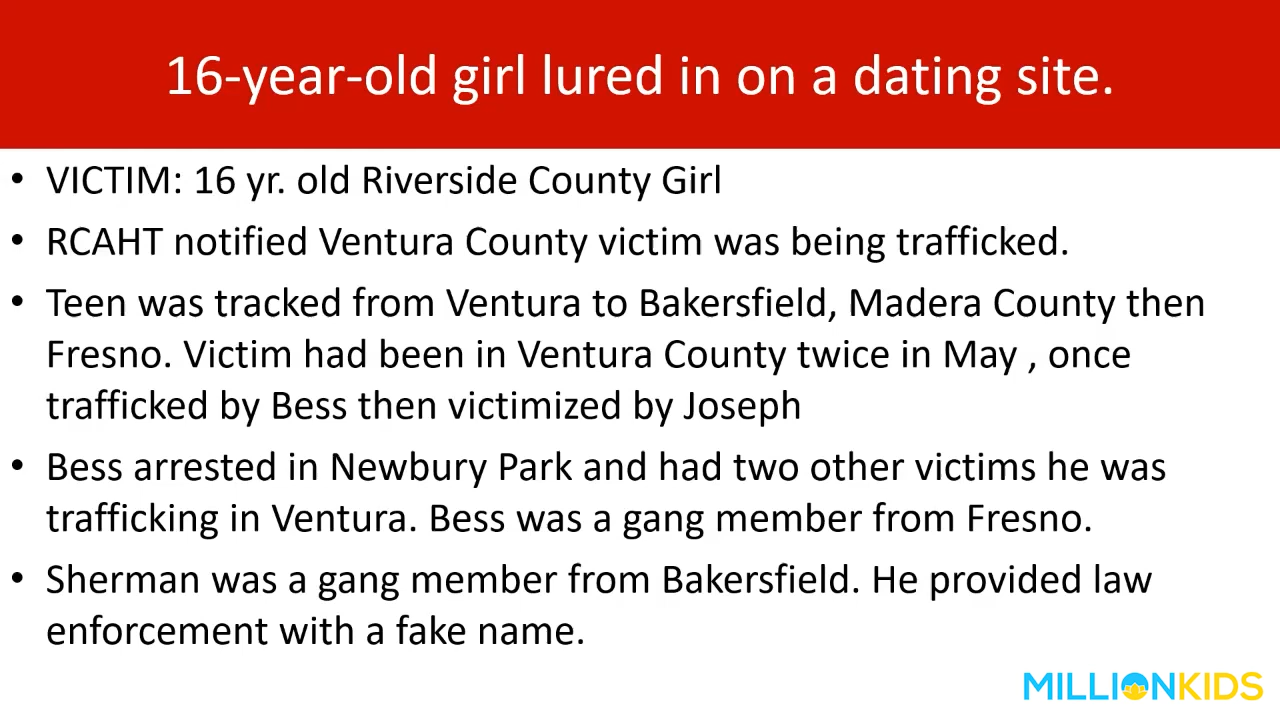 16-year-old girl lured in on a dating site.
• VICTIM: 16 yr. old Riverside County Girl
• RCAHT notified Ventura County victim was being trafficked.
• Teen was tracked from Ventura to Bakersfield, Madera County then
Fresno. Victim had been in Ventura County twice in May , once
trafficked by Bess then victimized by Joseph
• Bess arrested in Newbury Park and had two other victims he was
trafficking in Ventura. Bess was a gang member from Fresno.
• Sherman was a gang member from Bakersfield. He provided law
enforcement with a fake name.
MILLIONKIDS